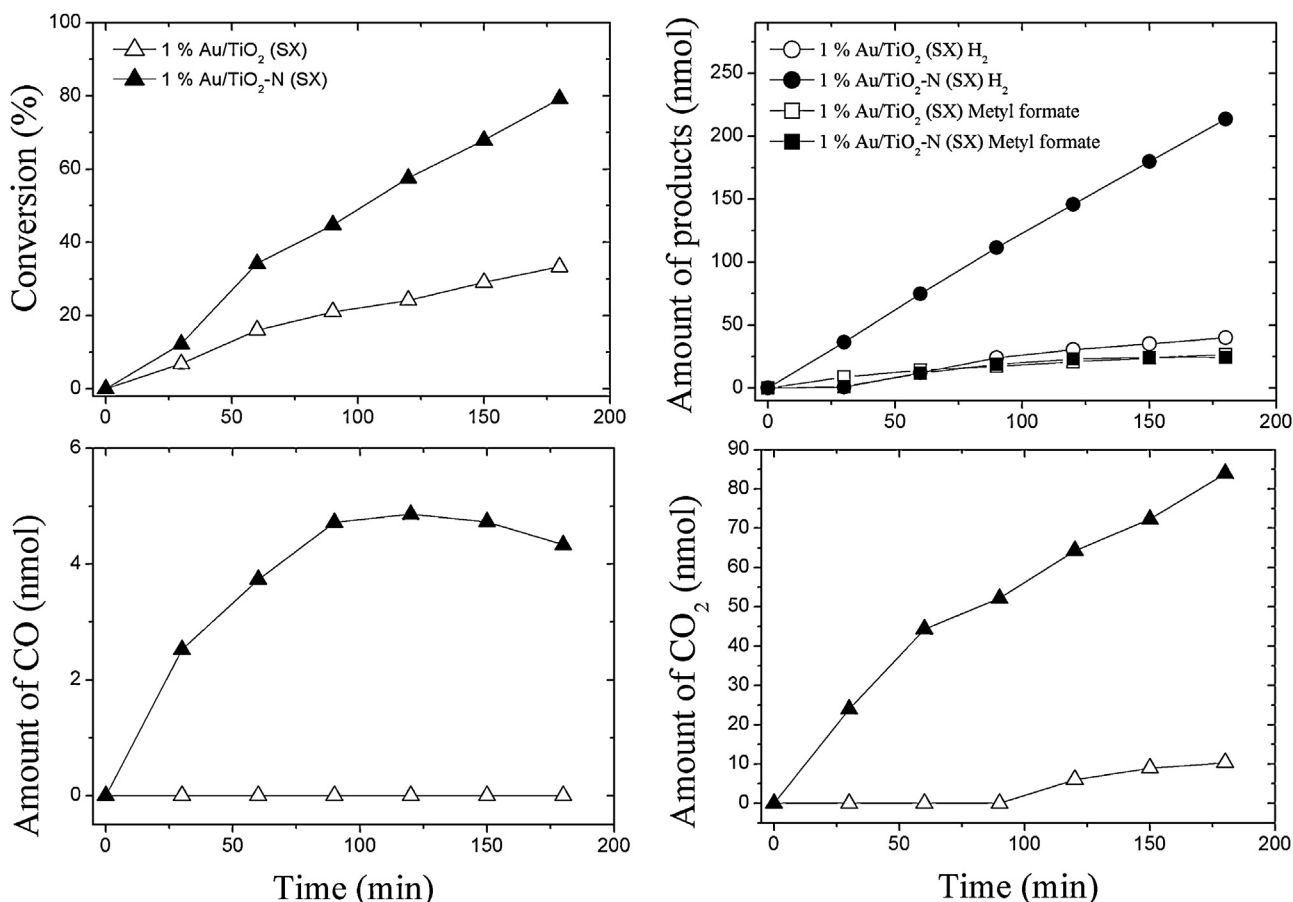 100
80
60
40
20
0
Conversion (%)
1 % Au/TiO2 (SX)
1 % Au/TiO2-N (SX)
0 50 100 150 200
250
200
150
100
50
0
Amount of products (nmol)
1 % Au/TiO2 (SX) H2
1 % Au/TiO2-N (SX) H2
1 % Au/TiO2 (SX) Metyl formate
1 % Au/TiO2-N (SX) Metyl formate
0 50 100 150 200
6
4
2
0
Amount of CO (nmol)
0 50 100 150 200
Time (min)
90
80
70
60
50
40
30
20
10
0
Amount of CO2 (nmol)
0 50 100 150 200
Time (min)